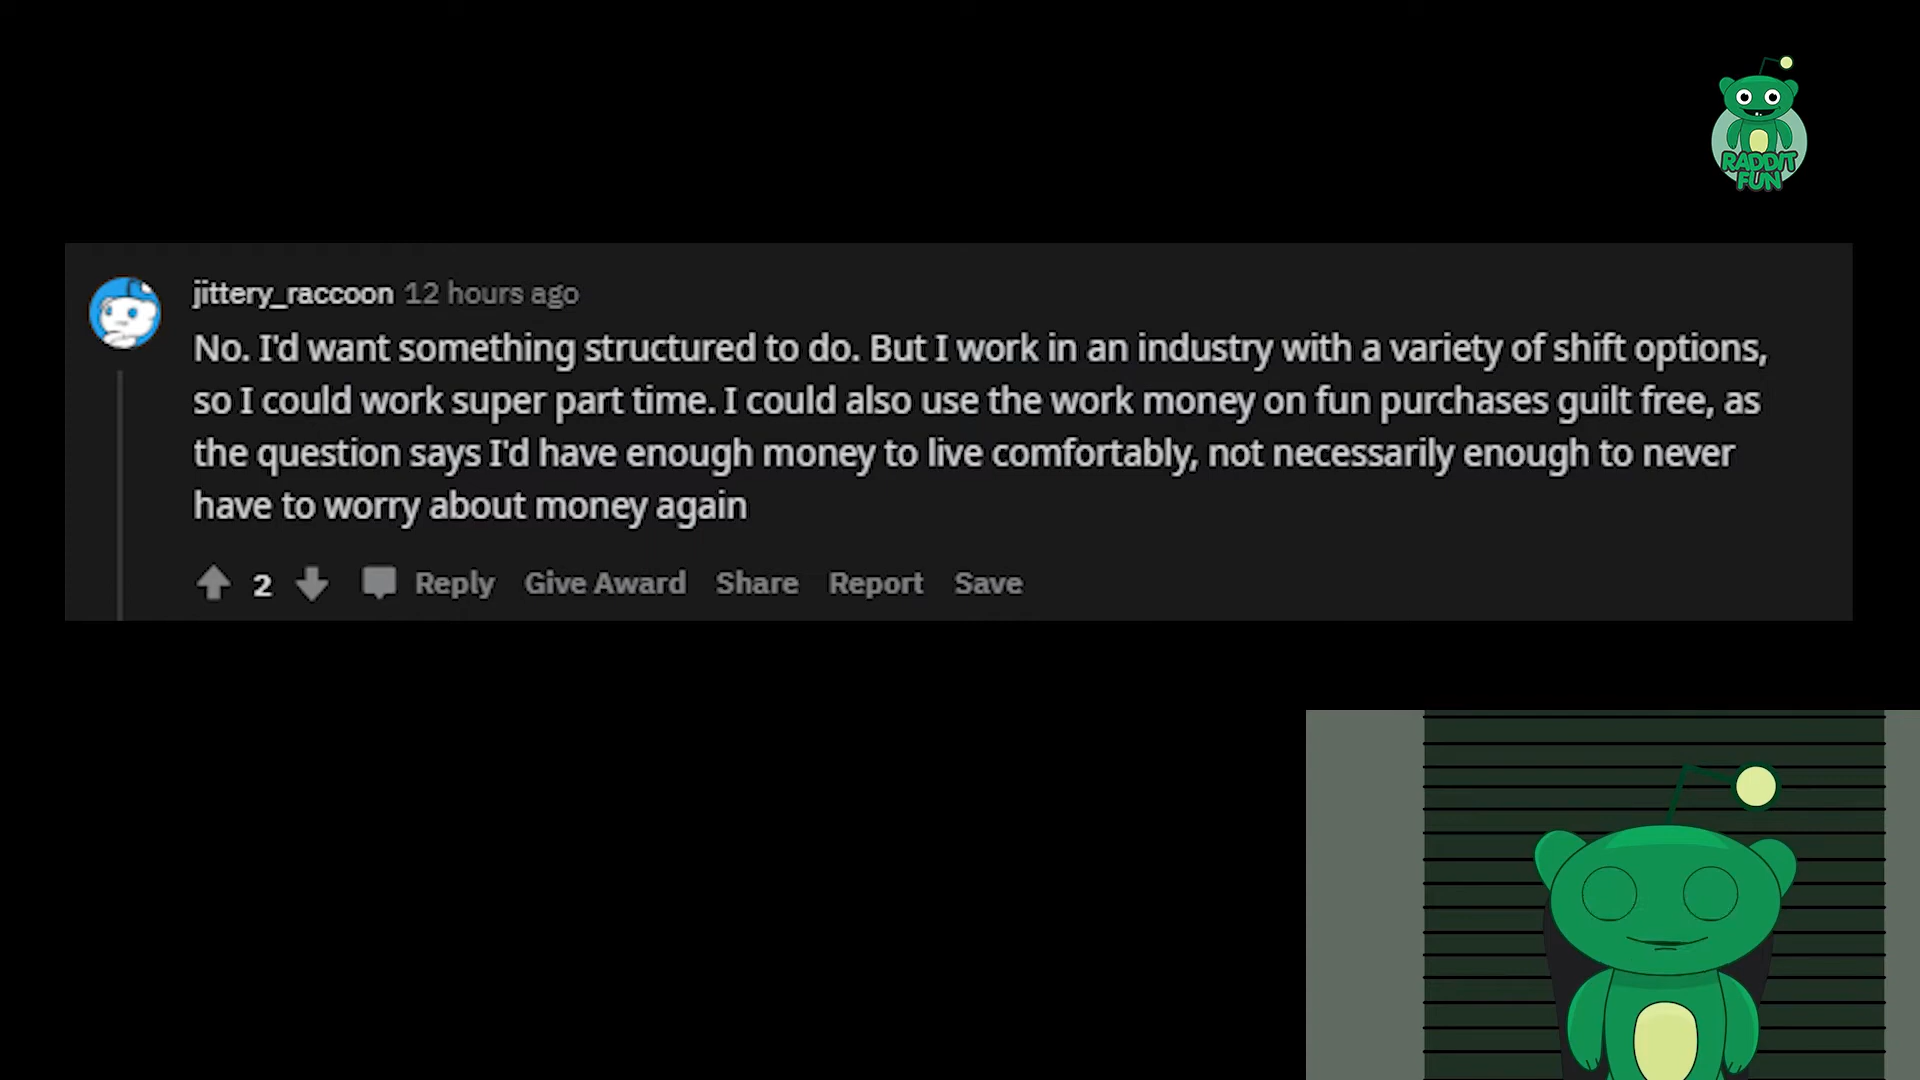 RADDIT
FUN
jittery_raccoon 12 hours ago
No. I'd want something structured to do. But I work in an industry with a variety of shift options,
so I could work super part time. I could also use the work money on fun purchases guilt free, as
the question says I'd have enough money to live comfortably, not necessarily enough to never
have to worry about money again
2 Reply Give Award Share Report Save